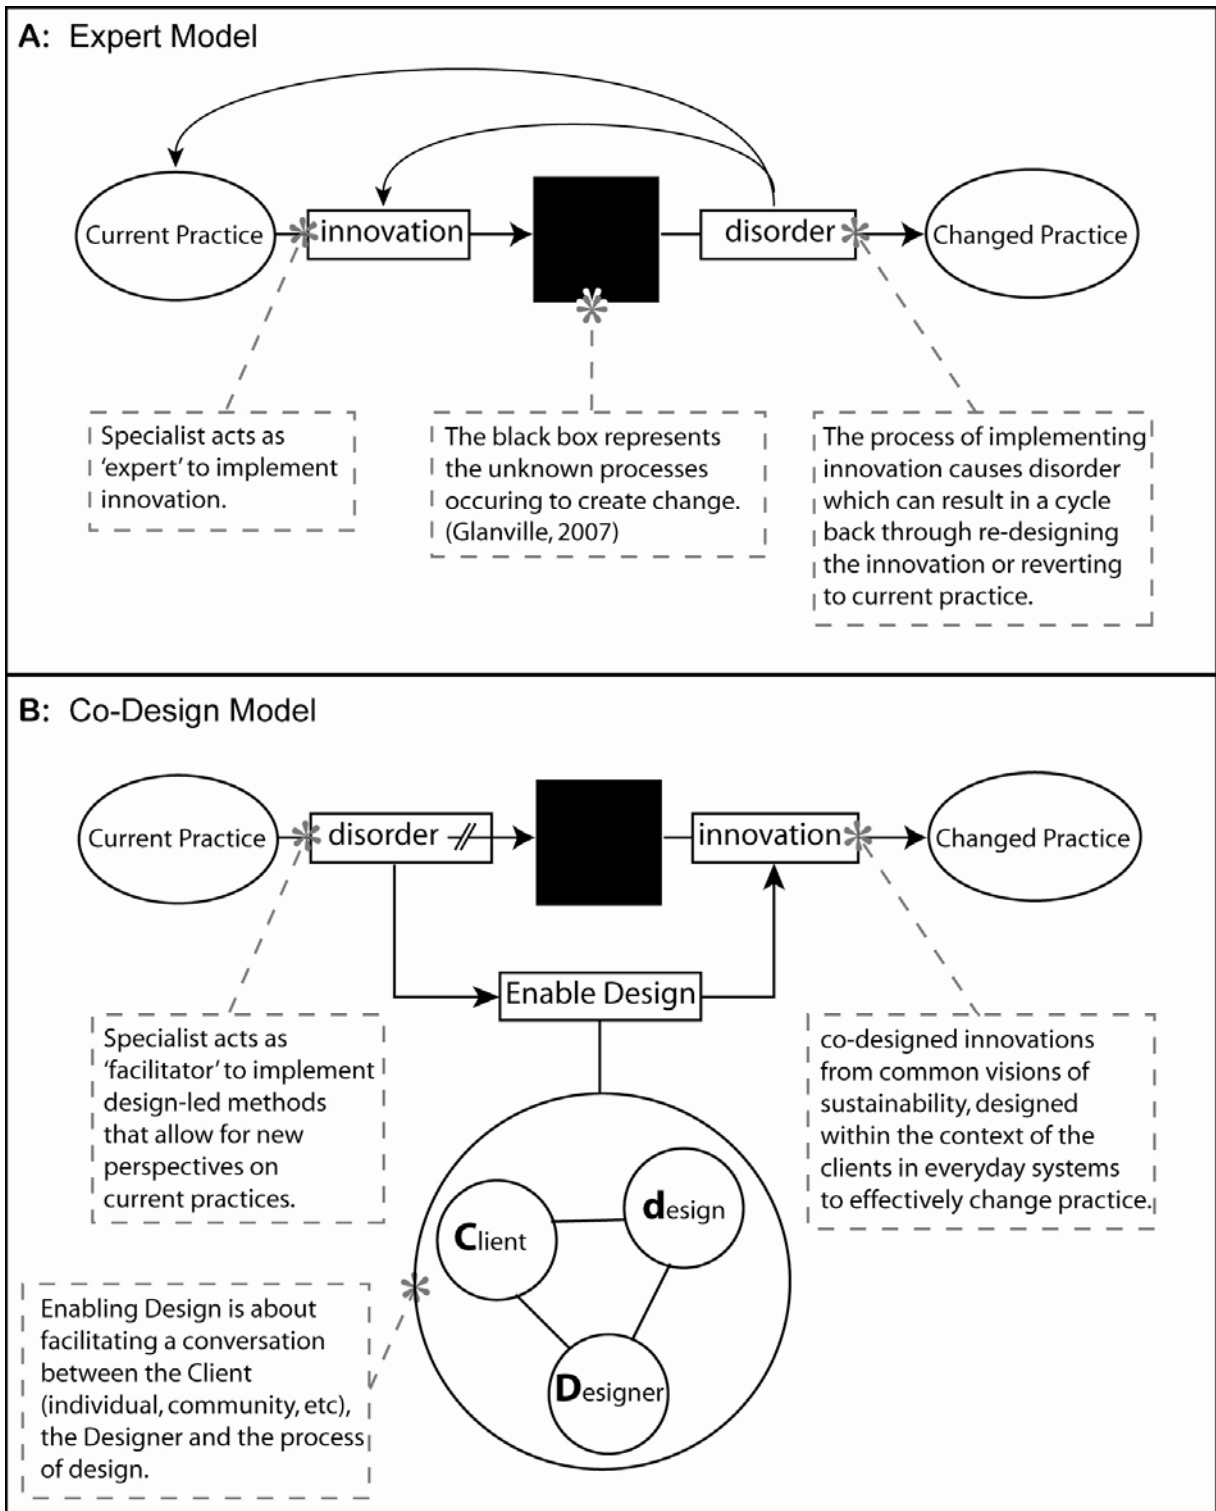 A: Expert Model
Current Practice
innovation
disorder
Changed Practice
Specialist acts as
‘expert’ to implement
innovation.
The black box represents
the unknown processes
occuring to create change.
(Glanville, 2007)
The process of implementing
innovation causes disorder
which can result in a cycle
back through re-designing
the innovation or reverting
to current practice.
B: Co-Design Model
Current Practice
disorder
innovation
Changed Practice
Enable Design
Specialist acts as
‘facilitator’ to implement
design-led methods
that allow for new
perspectives on
current practices.
co-designed innovations
from common visions of
sustainability, designed
within the context of the
clients in everyday systems
to effectively change practice.
design
Client
Designer
Enabling Design is about
facilitating a conversation
between the Client
(individual, community, etc),
the Designer and the process
of design.